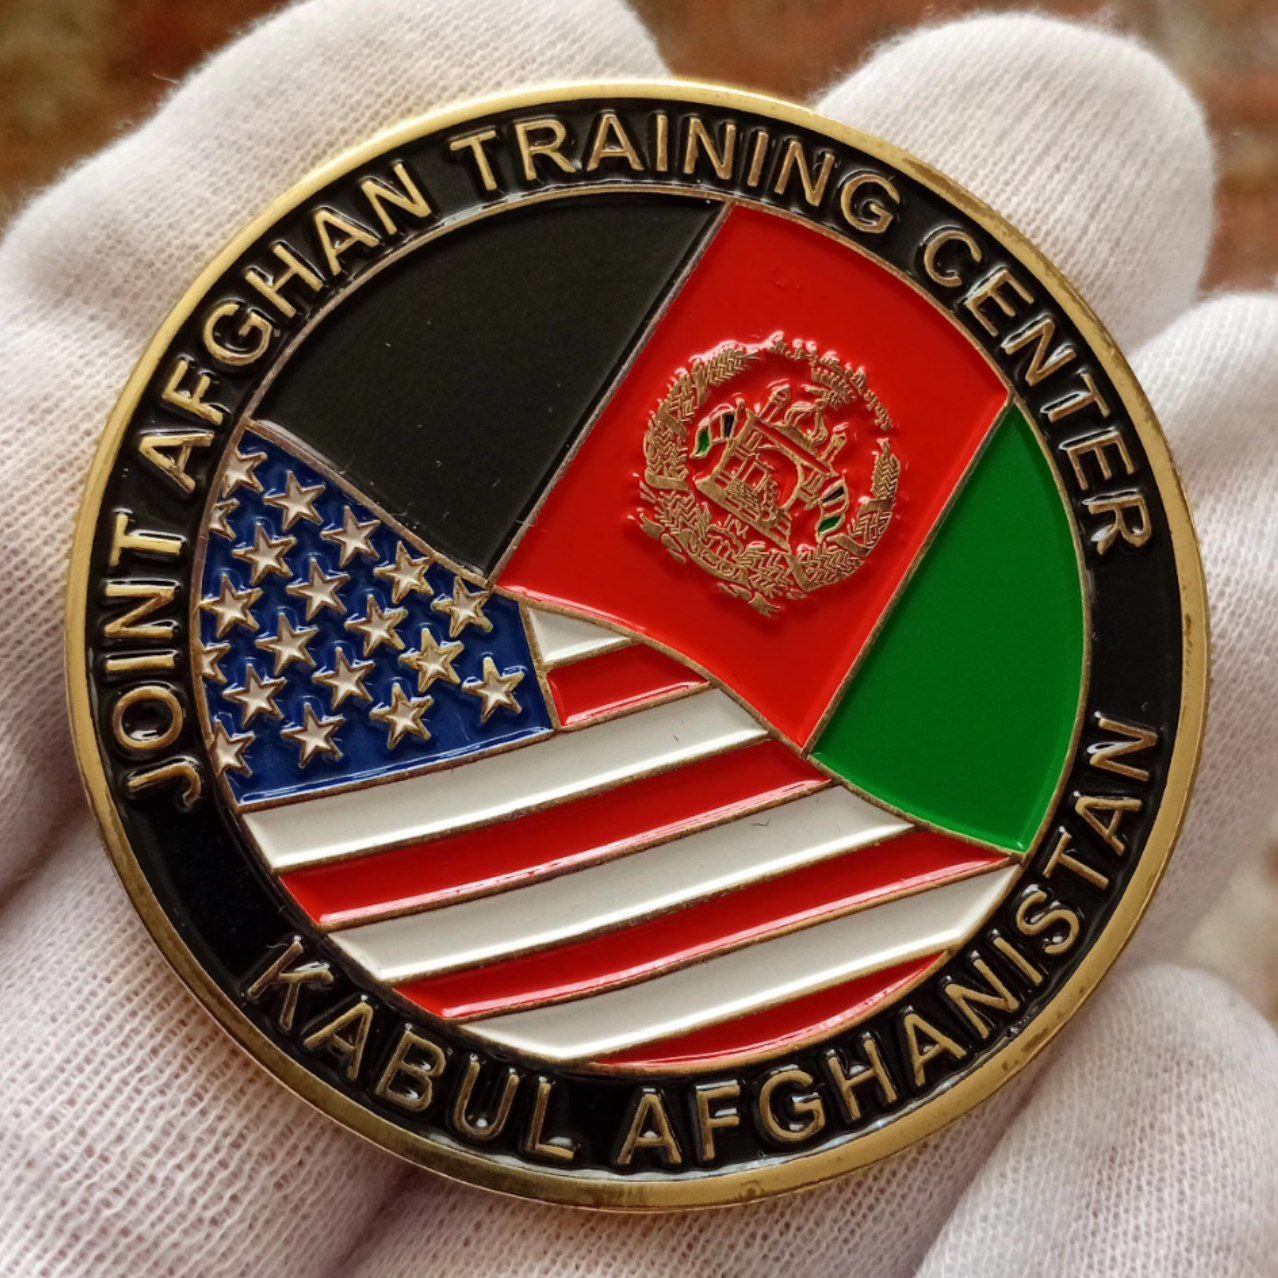 JOINT AFGHAN TRAINING CENTER
KABUL AFGHANISTAN